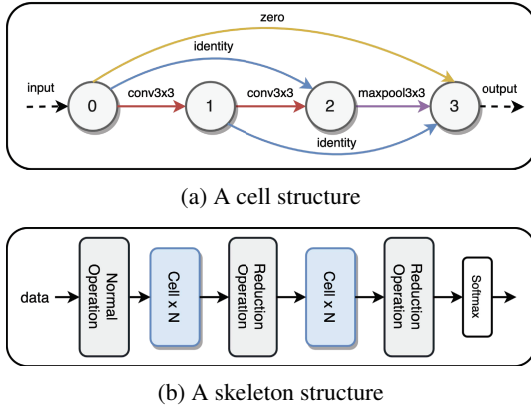 zero
identity
input
conv3x3
conv3x3
maxpool3x3
output
0
1
2
3
identity
(a) A cell structure
data
Normal
Operation
Cell x N
Reduction
Operation
Cell x N
Reduction
Operation
Softmax
(b) A skeleton structure